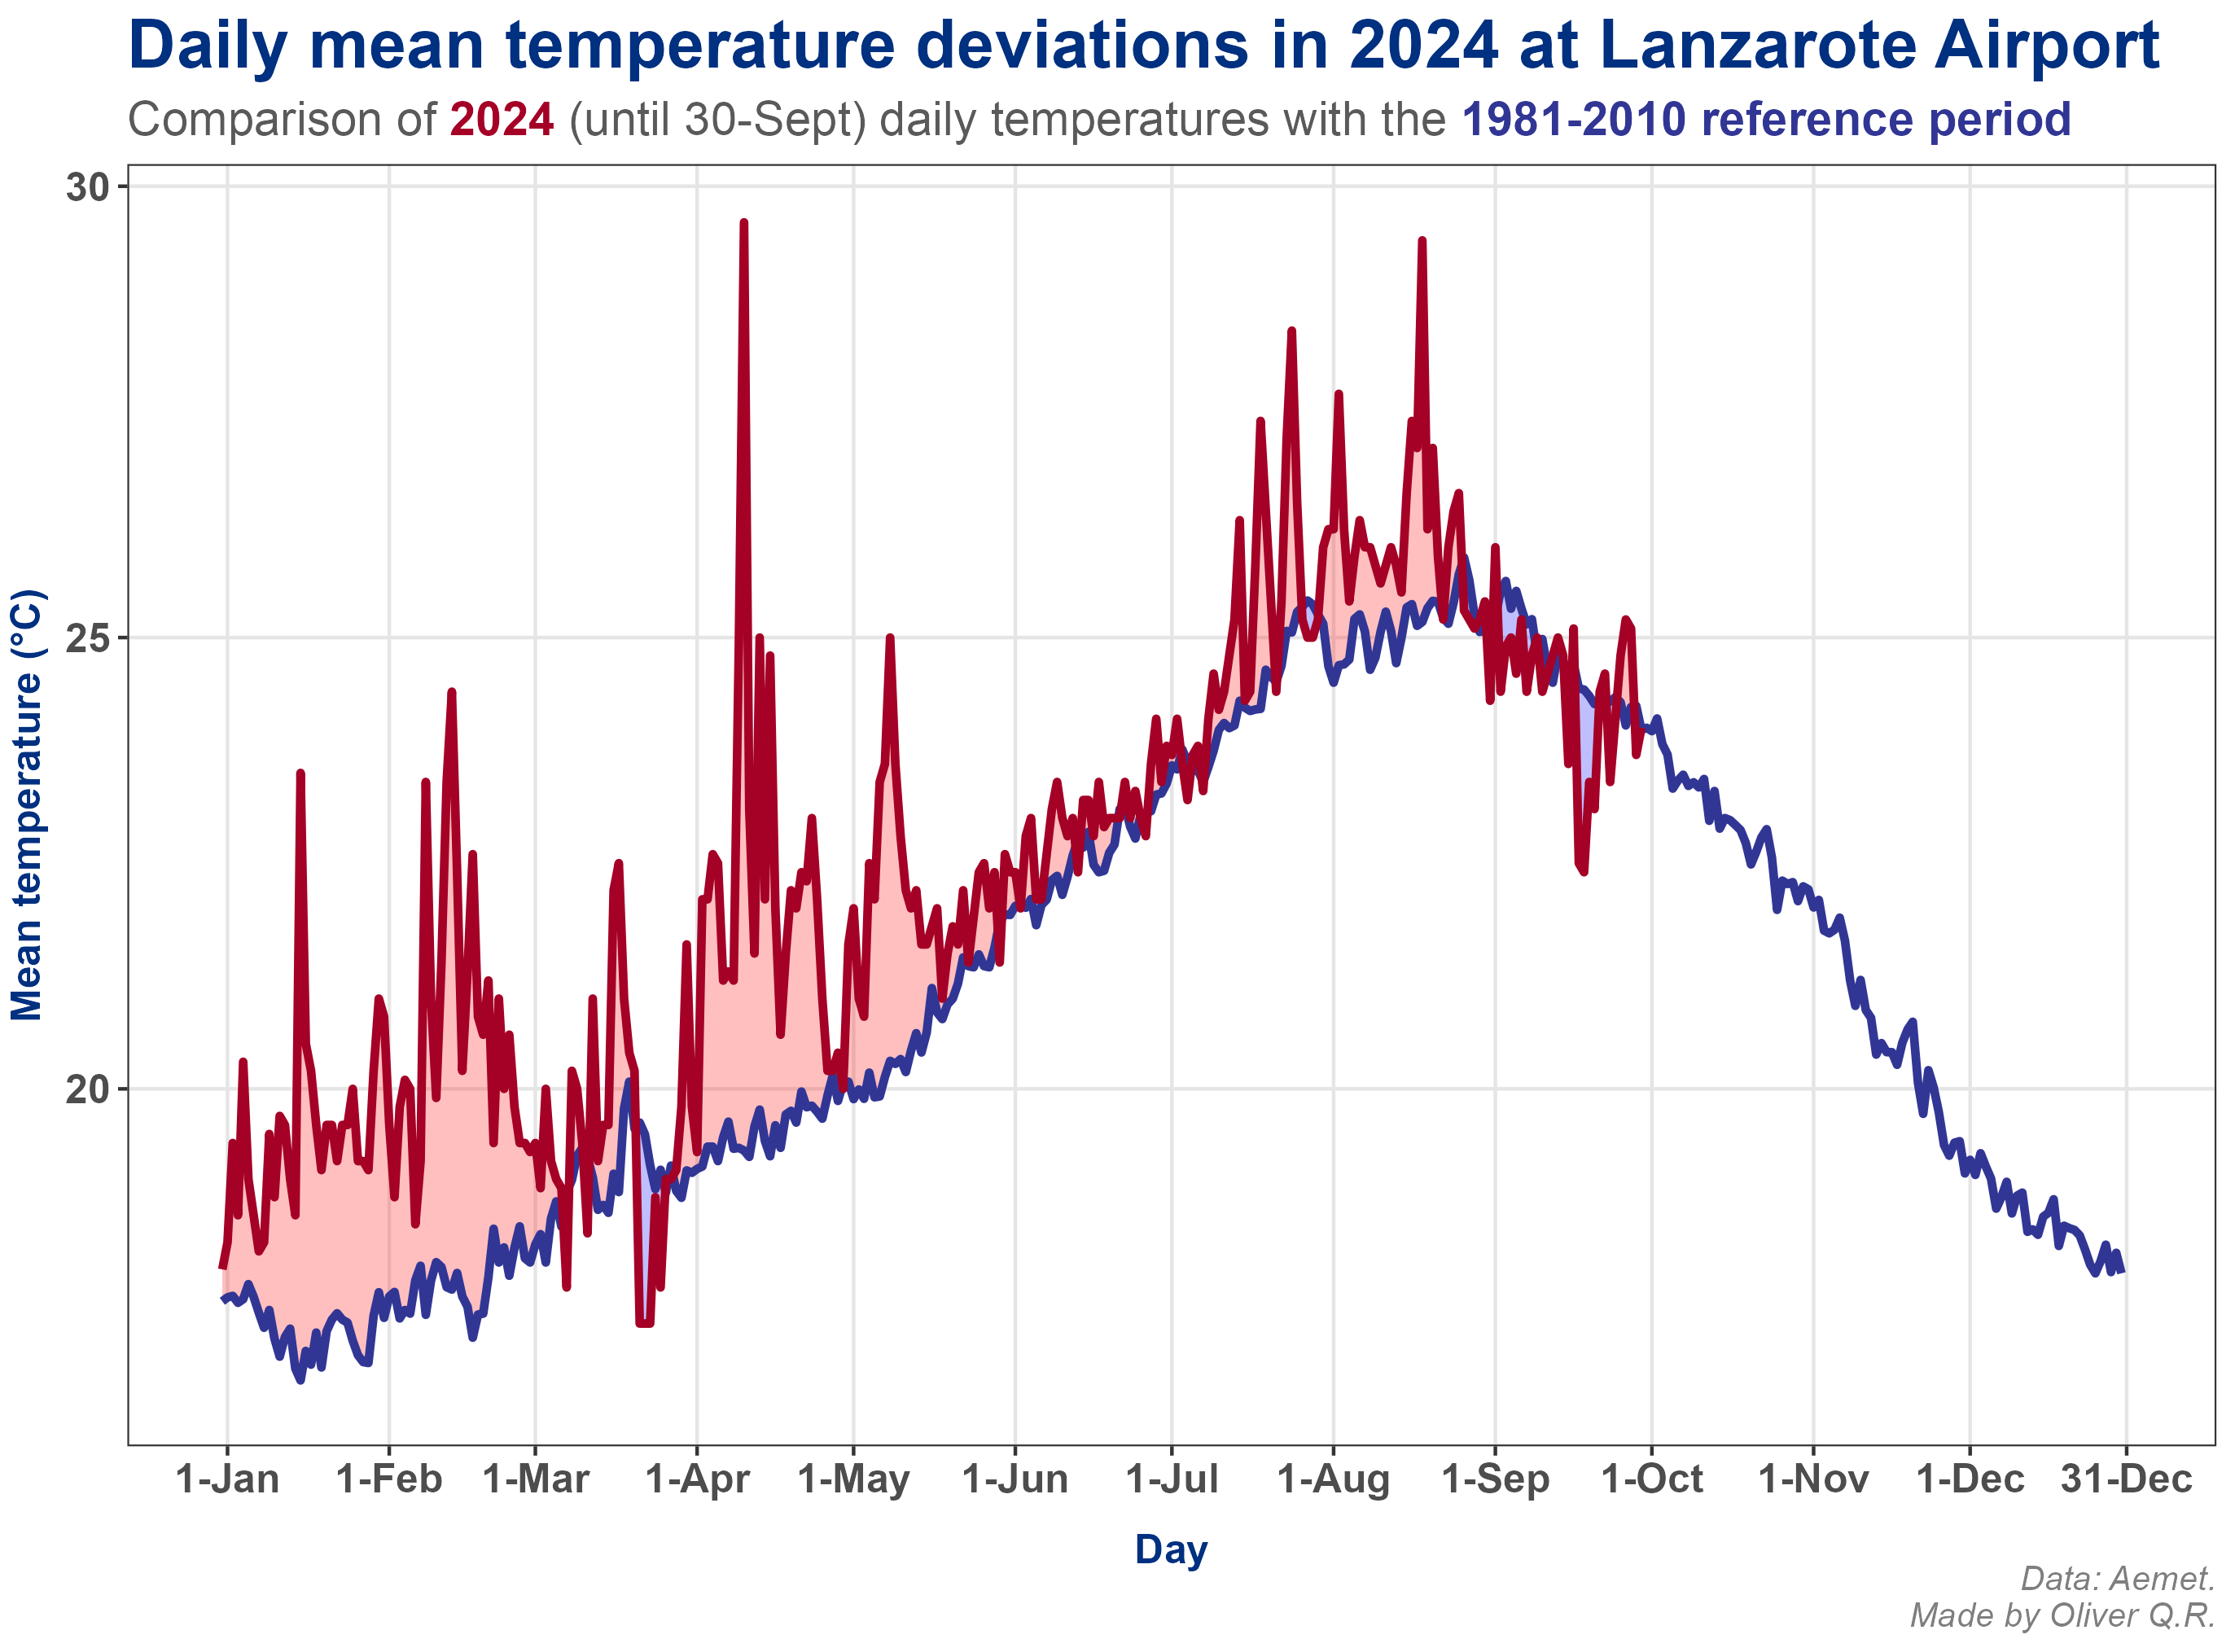 Daily mean temperature deviations in 2024 at Lanzarote Airport
Comparison of 2024 (until 30-Sept) daily temperatures with the 1981-2010 reference period
30
25
20
Mean temperature (°C)
1-Jan 1-Feb 1-Mar 1-Apr 1-May 1-Jun 1-Jul 1-Aug 1-Sep 1-Oct 1-Nov 1-Dec 31-Dec
Day
Data: Aemet.
Made by Oliver Q.R.